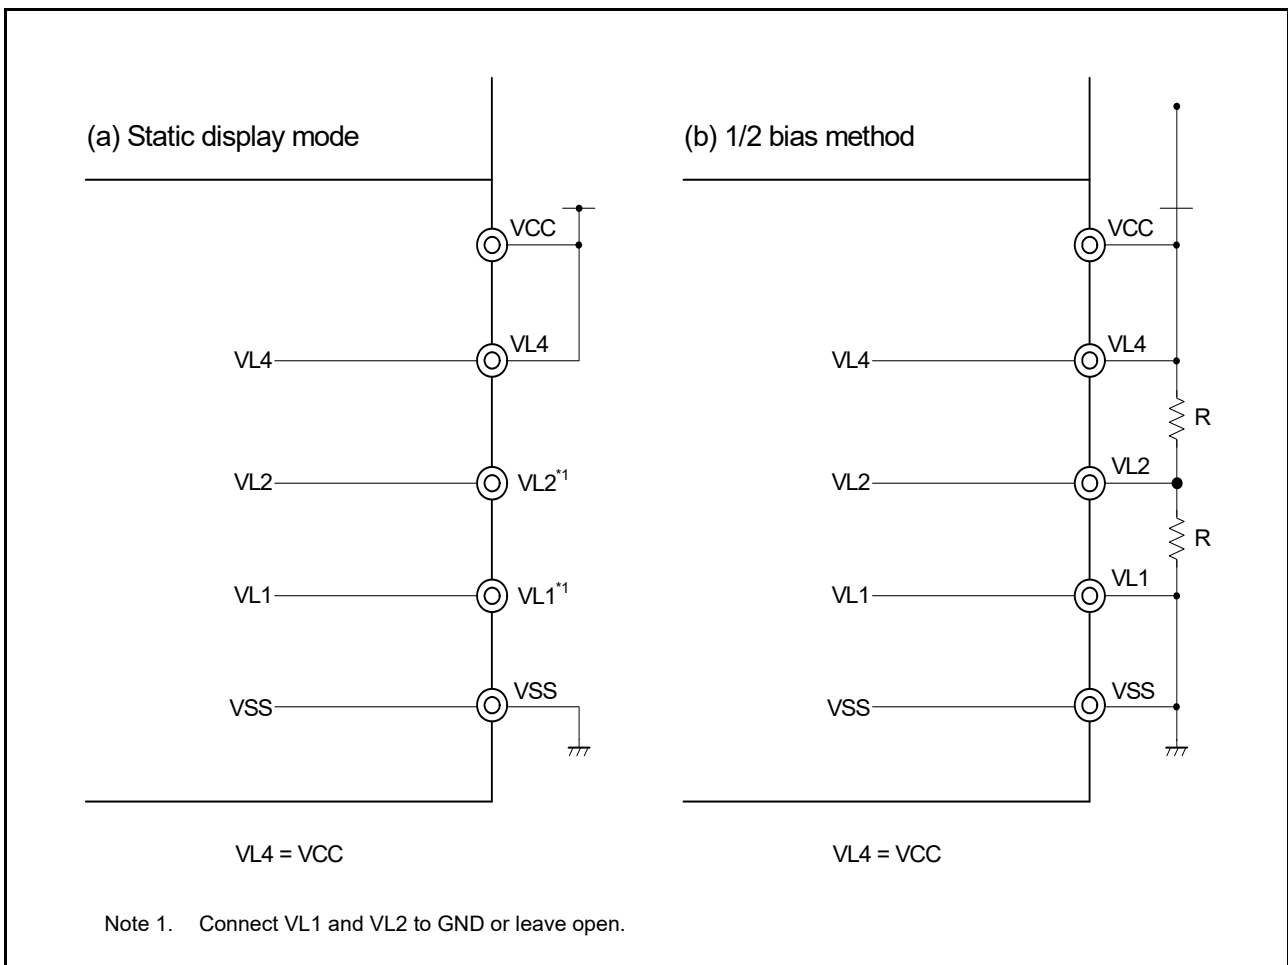 (a) Static display mode
VCC
VL4 VL4
VL2 VL2*1
VL1 VL1*1
VSS VSS
VL4 = VCC
(b) 1/2 bias method
VCC
VL4 VL4
R
VL2 VL2
R
VL1 VL1
VSS VSS
VL4 = VCC
Note 1. Connect VL1 and VL2 to GND or leave open.